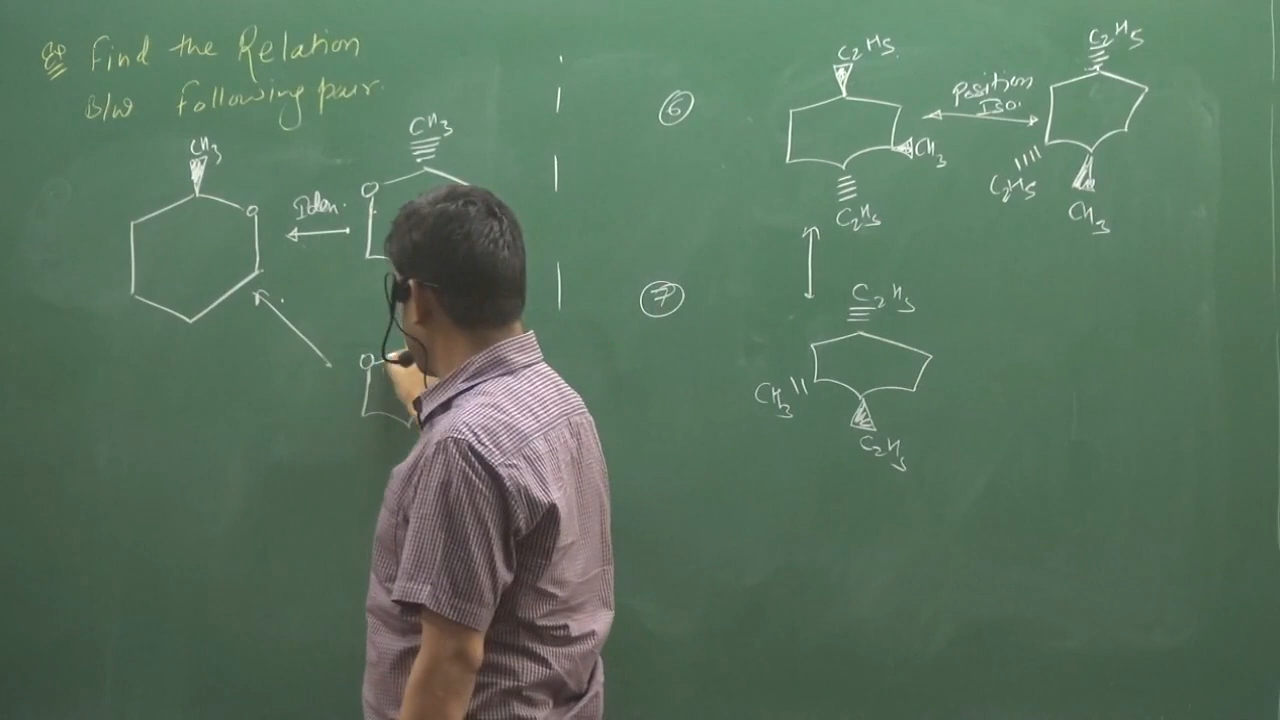 Ex Find the Relation
B/w following pair.
CH3
O
Iden.
CH3
O
O
6
C2H5
CH3
C2H5
Position
ISO.
C2H5
C2H5
CH3
7
C2H5
CH3
C2H5